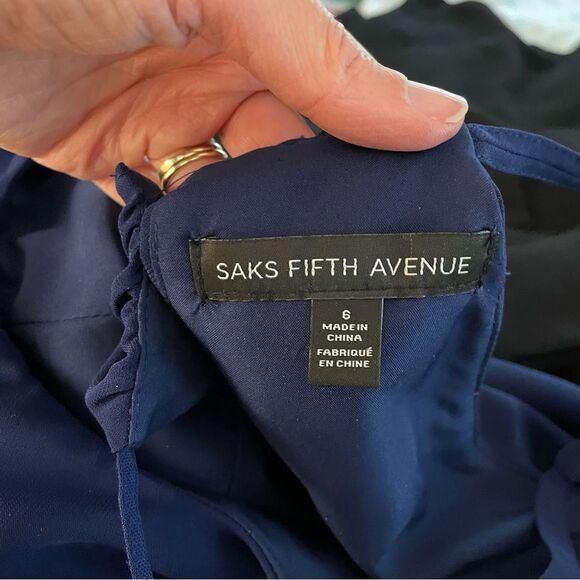 SAKS FIFTH AVENUE
6
MADE IN
CHINA
FABRIQUÉ
EN CHINE